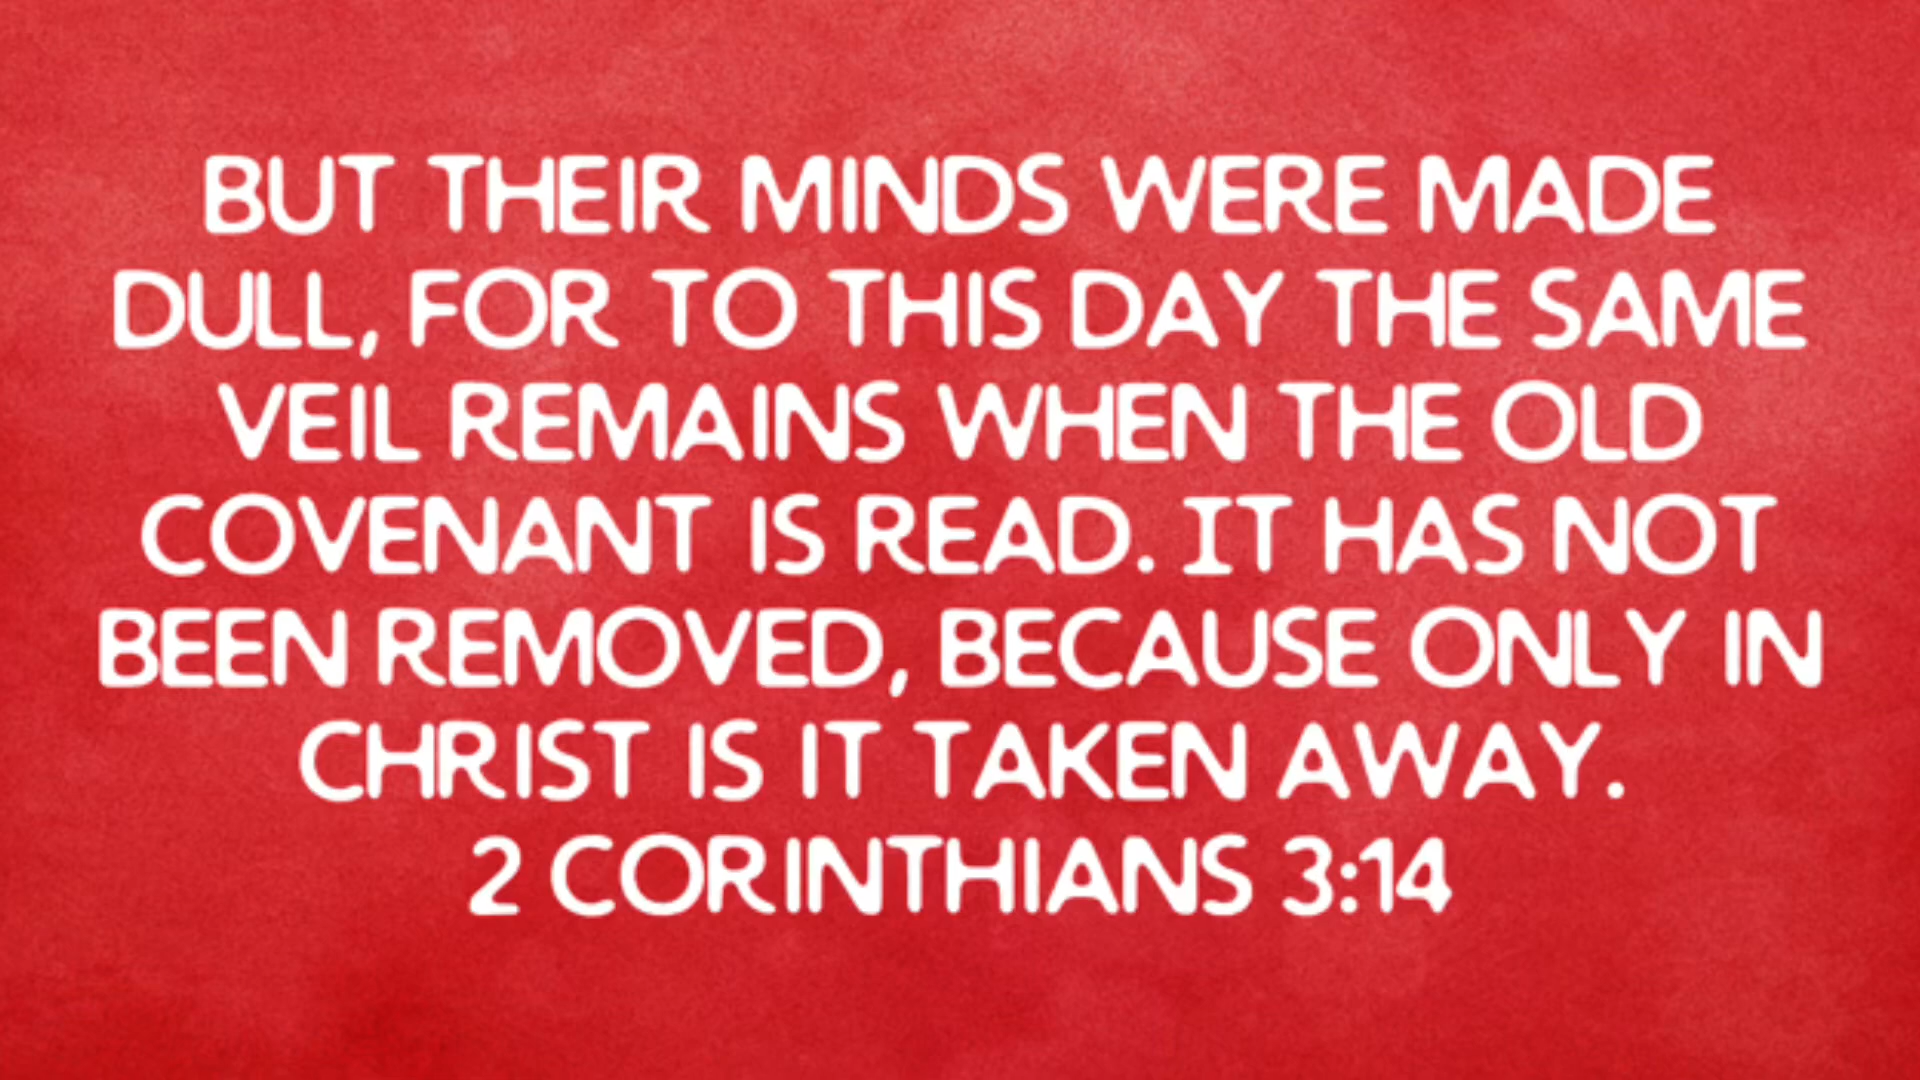 BUT THEIR MINDS WERE MADE
DULL, FOR TO THIS DAY THE SAME
VEIL REMAINS WHEN THE OLD
COVENANT IS READ. IT HAS NOT
BEEN REMOVED, BECAUSE ONLY IN
CHRIST IS IT TAKEN AWAY.
2 CORINTHIANS 3:14